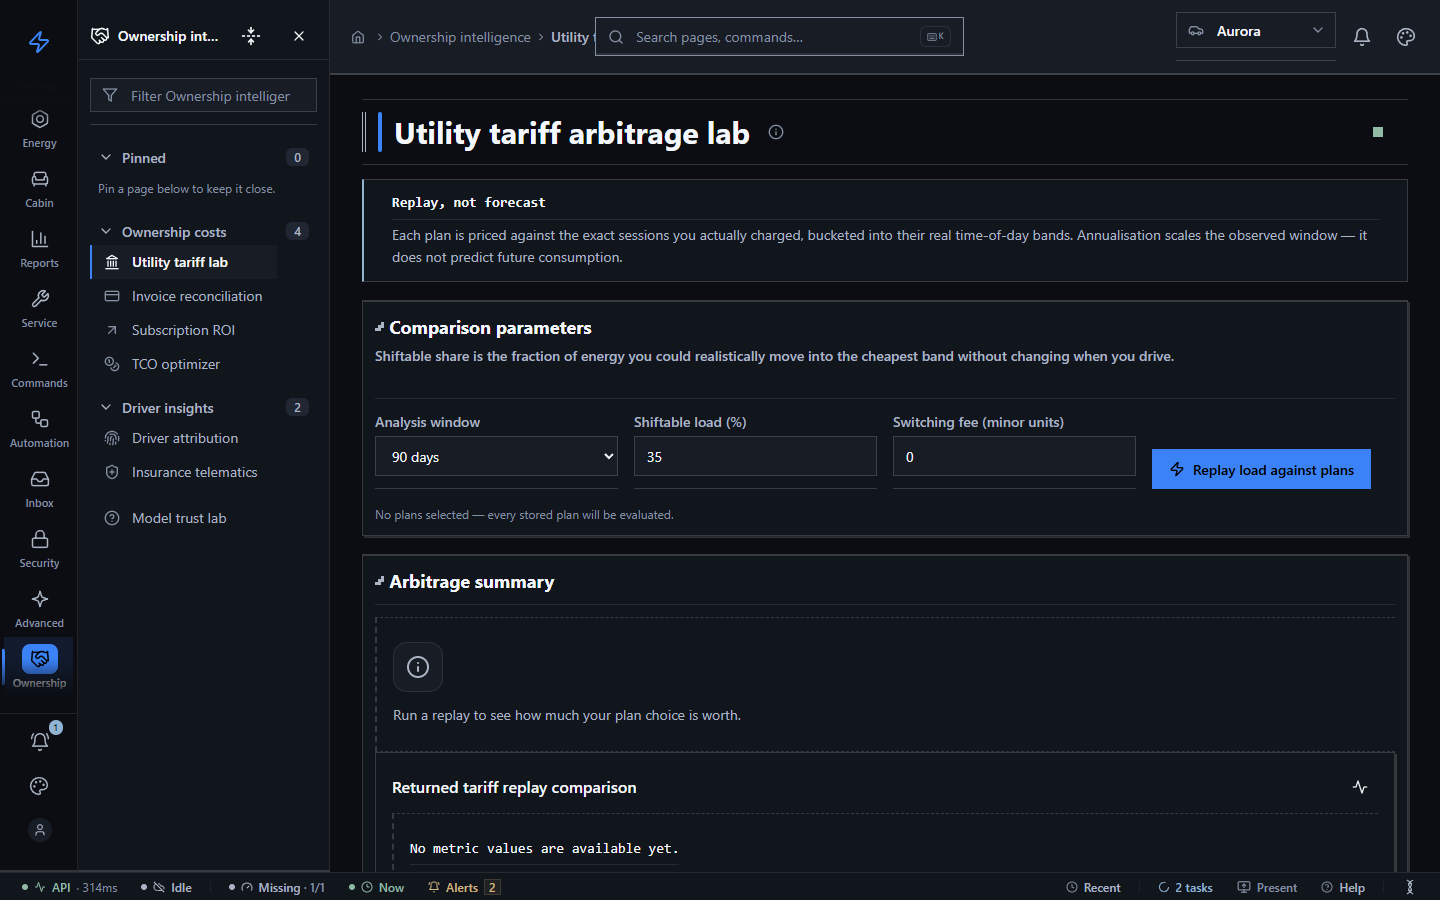 Energy
Cabin
Reports
Service
Commands
Automation
Inbox
Security
Advanced
Ownership
1
Ownership int...
Filter Ownership intelliger
Pinned
0
Pin a page below to keep it close.
Ownership costs
4
Utility tariff lab
Invoice reconciliation
Subscription ROI
TCO optimizer
Driver insights
2
Driver attribution
Insurance telematics
Model trust lab
Ownership intelligence
Utility t
Search pages, commands...
K
Aurora
Utility tariff arbitrage lab
Replay, not forecast
Each plan is priced against the exact sessions you actually charged, bucketed into their real time-of-day bands. Annualisation scales the observed window — it
does not predict future consumption.
Comparison parameters
Shiftable share is the fraction of energy you could realistically move into the cheapest band without changing when you drive.
Analysis window
Shiftable load (%)
Switching fee (minor units)
90 days
35
0
Replay load against plans
No plans selected — every stored plan will be evaluated.
Arbitrage summary
Run a replay to see how much your plan choice is worth.
Returned tariff replay comparison
No metric values are available yet.
API · 314ms
Idle
Missing · 1/1
Now
Alerts 2
Recent
2 tasks
Present
Help